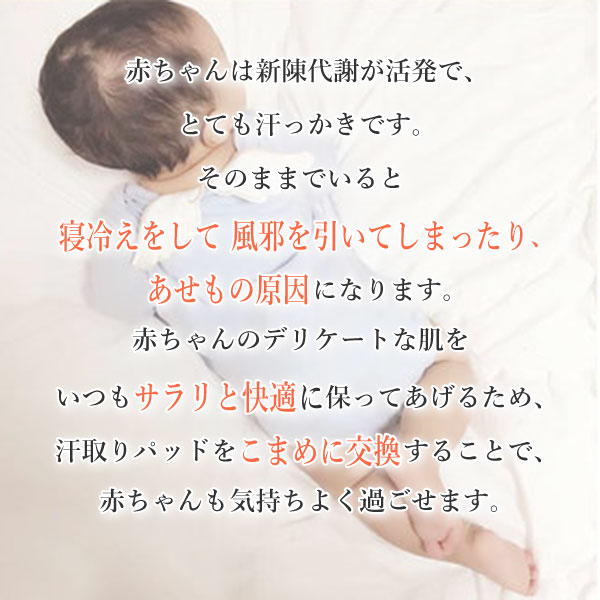 赤ちゃんは新陳代謝が活発で、
とても汗っかきです。
そのままでいると
寝冷えをして 風邪を引いてしまったり、
あせもの原因になります。
赤ちゃんのデリケートな肌を
いつもサラリと快適に保ってあげるため、
汗取りパッドをこまめに交換することで、
赤ちゃんも気持ちよく過ごせます。